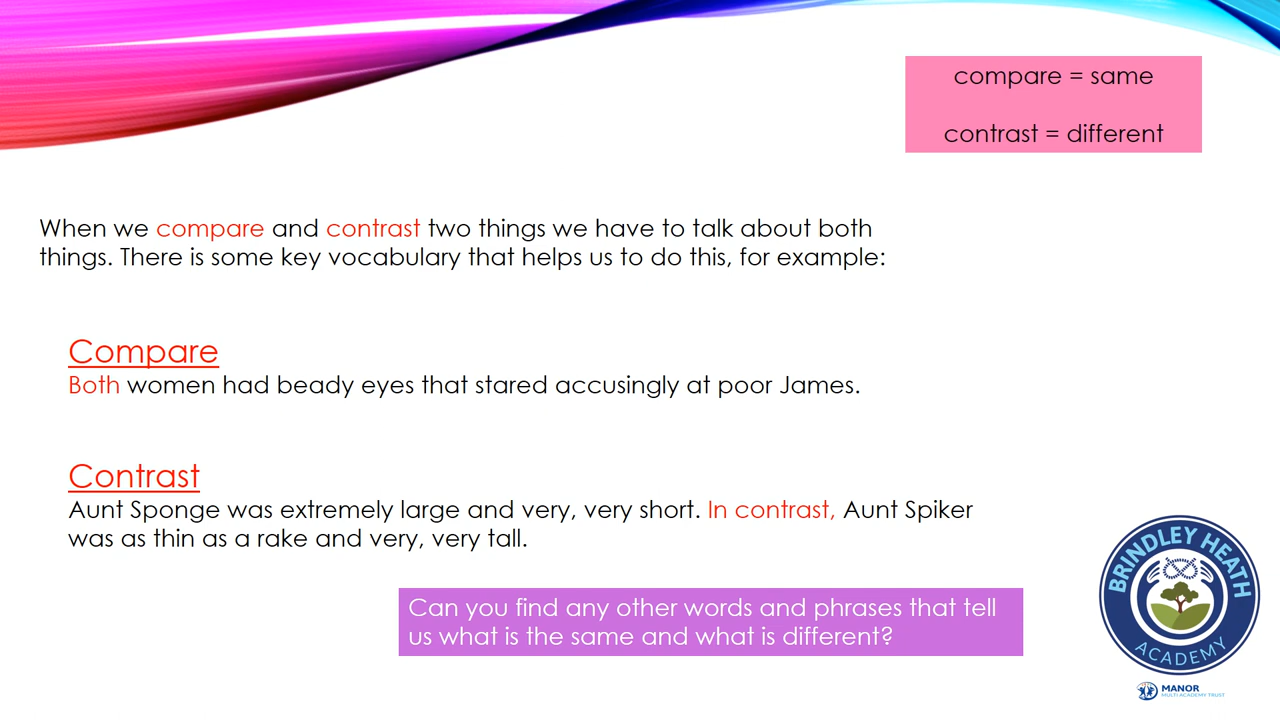 compare = same
contrast = different
When we compare and contrast two things we have to talk about both
things. There is some key vocabulary that helps us to do this, for example:
Compare
Both women had beady eyes that stared accusingly at poor James.
Contrast
Aunt Sponge was extremely large and very, very short. In contrast, Aunt Spiker
was as thin as a rake and very, very tall.
Can you find any other words and phrases that tell
us what is the same and what is different?
BRINDLEY HEATH
ACADEMY
MANOR
MULTI ACADEMY TRUST